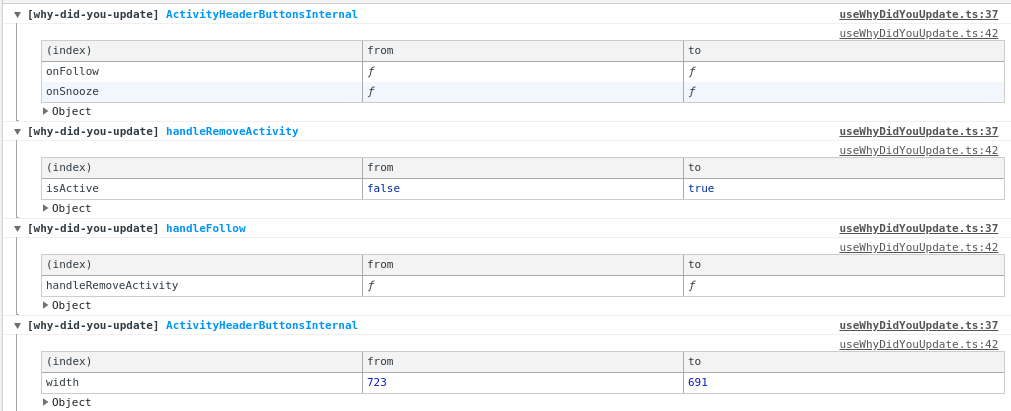 [why-did-you-update] ActivityHeaderButtonsInternal useWhyDidYouUpdate.ts:37
useWhyDidYouUpdate.ts:42
(index) from to
onFollow ƒ ƒ
onSnooze ƒ ƒ
Object
[why-did-you-update] handleRemoveActivity useWhyDidYouUpdate.ts:37
useWhyDidYouUpdate.ts:42
(index) from to
isActive false true
Object
[why-did-you-update] handleFollow useWhyDidYouUpdate.ts:37
useWhyDidYouUpdate.ts:42
(index) from to
handleRemoveActivity ƒ ƒ
Object
[why-did-you-update] ActivityHeaderButtonsInternal useWhyDidYouUpdate.ts:37
useWhyDidYouUpdate.ts:42
(index) from to
width 723 691
Object